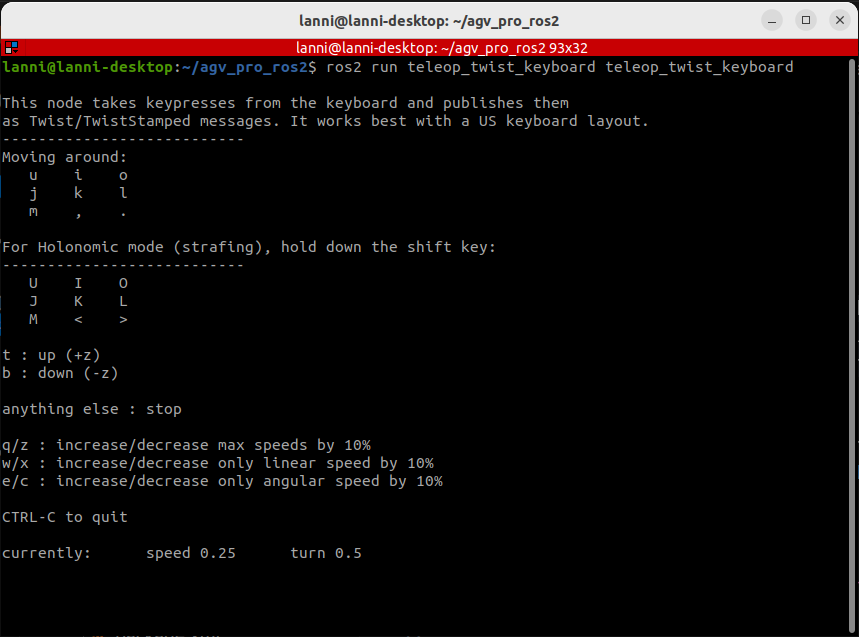 lanni@lanni-desktop: ~/agv_pro_ros2
lanni@lanni-desktop: ~/agv_pro_ros2 93x32
lanni@lanni-desktop:~/agv_pro_ros2$ ros2 run teleop_twist_keyboard teleop_twist_keyboard
This node takes keypresses from the keyboard and publishes them
as Twist/TwistStamped messages. It works best with a US keyboard layout.
---------------------------
Moving around:
u i o
j k l
m , .
For Holonomic mode (strafing), hold down the shift key:
---------------------------
U I O
J K L
M < >
t : up (+z)
b : down (-z)
anything else : stop
q/z : increase/decrease max speeds by 10%
w/x : increase/decrease only linear speed by 10%
e/c : increase/decrease only angular speed by 10%
CTRL-C to quit
currently: speed 0.25 turn 0.5